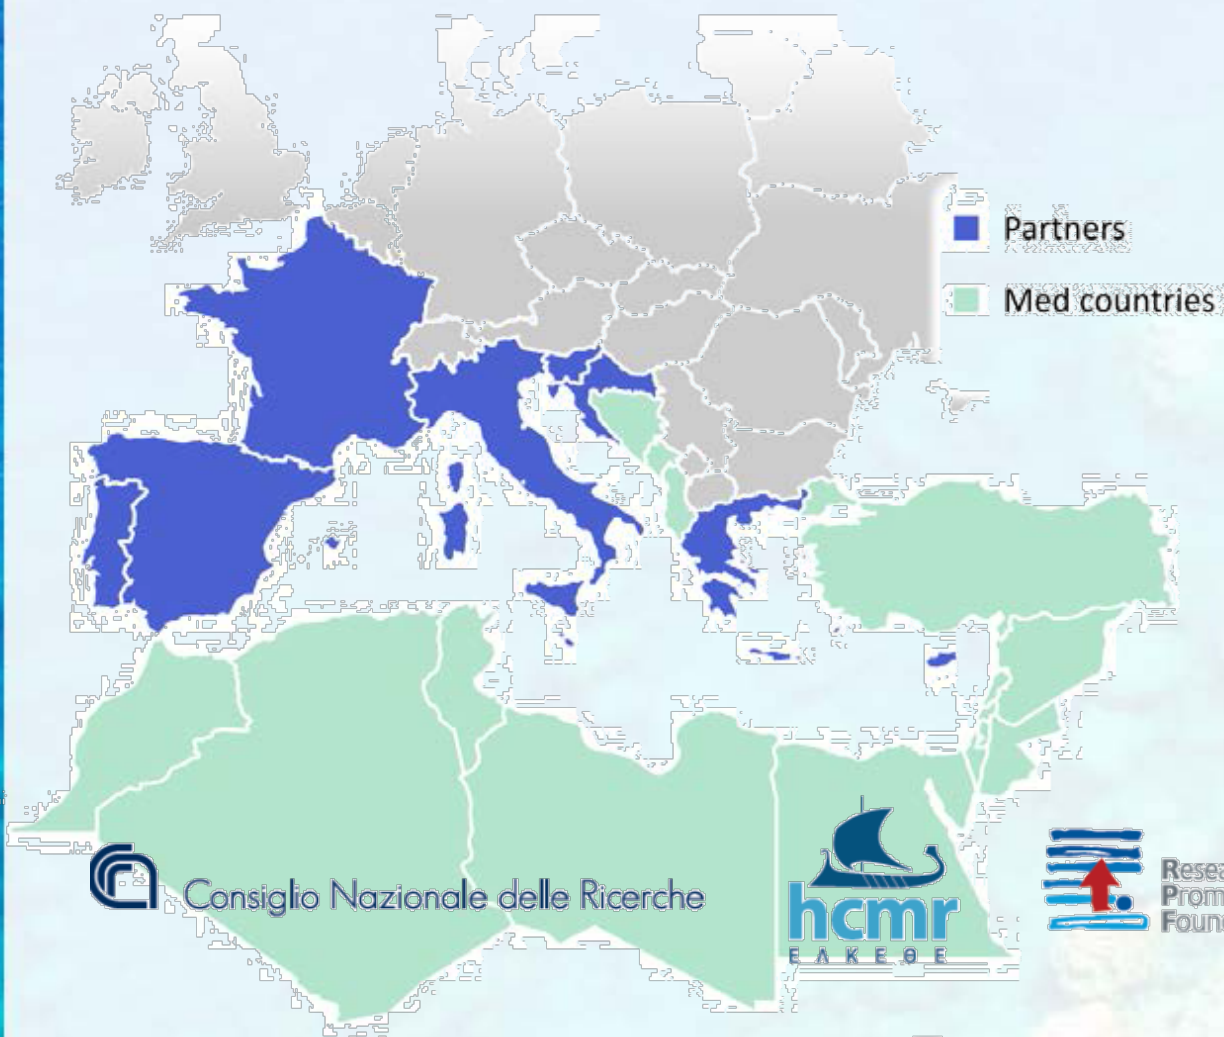 Partners
Med countries
Consiglio Nazionale delle Ricerche
hcmr
ΕΛΚΕΘΕ